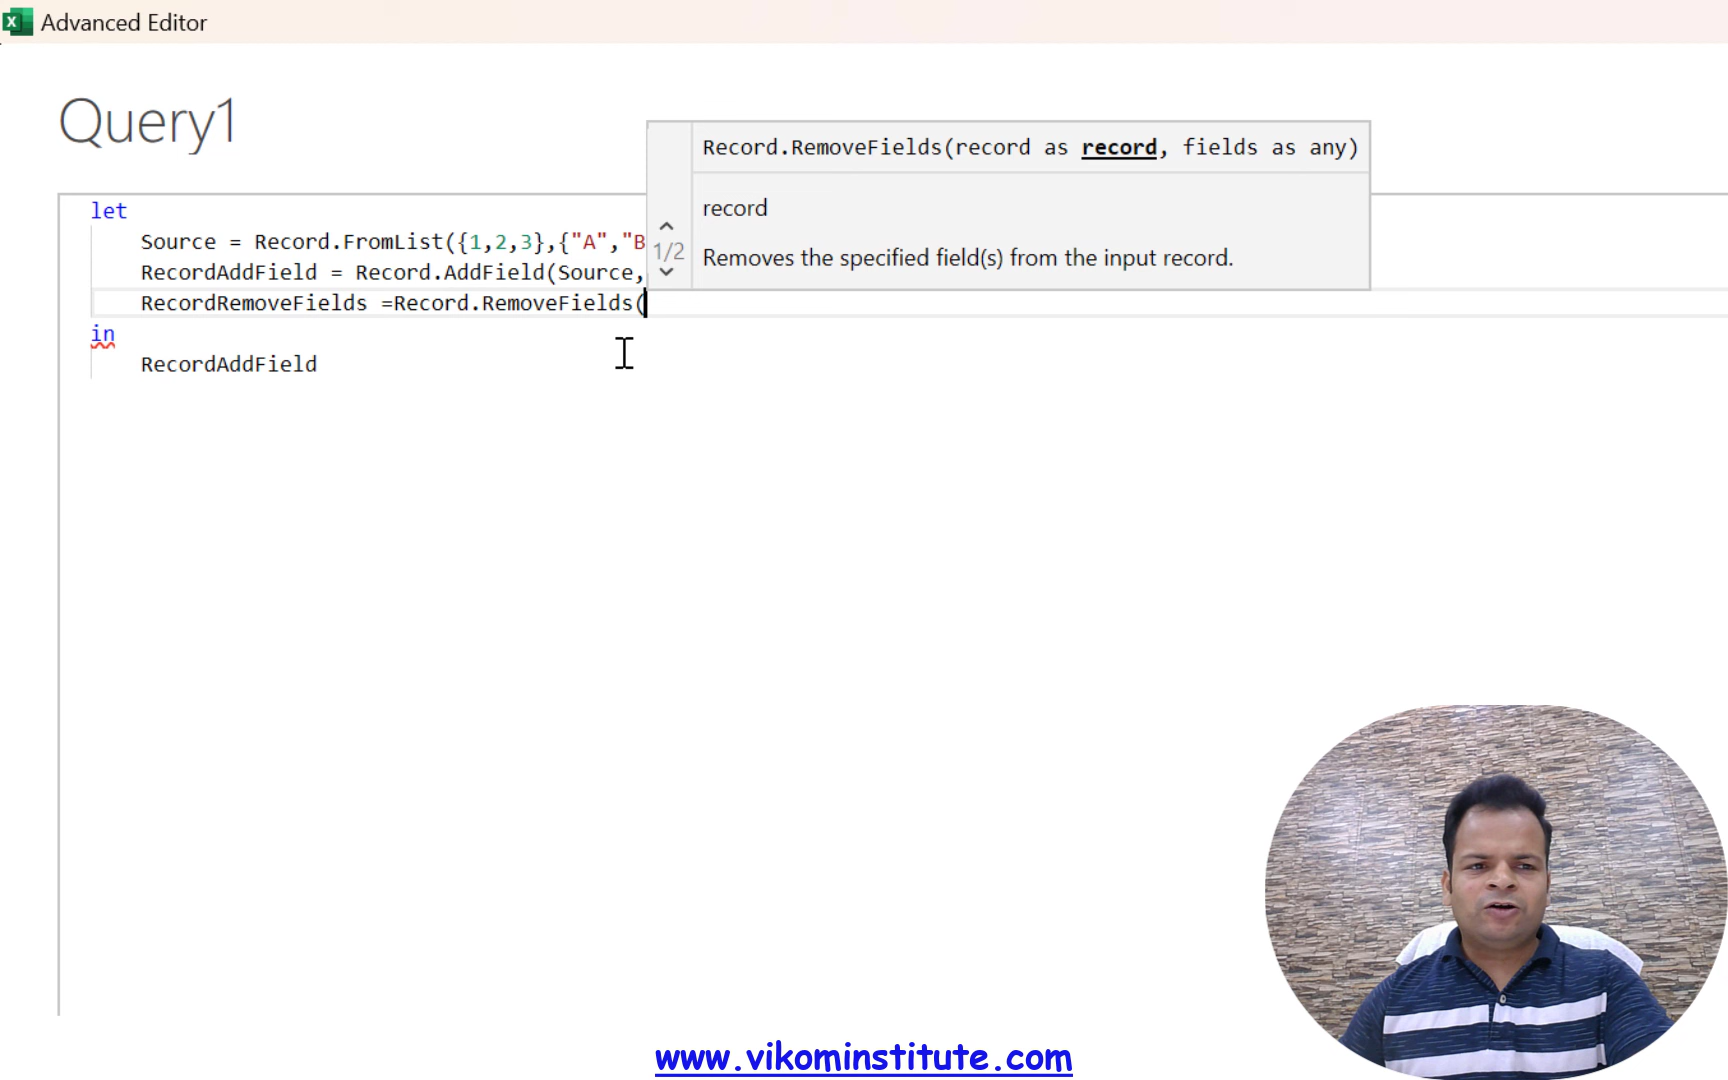 Advanced Editor
Query1
Record.RemoveFields(record as record, fields as any)
record
1/2
Removes the specified field(s) from the input record.
let
Source = Record.FromList({1,2,3},{"A","B
RecordAddField = Record.AddField(Source,
RecordRemoveFields =Record.RemoveFields(
in
RecordAddField
www.vikominstitute.com